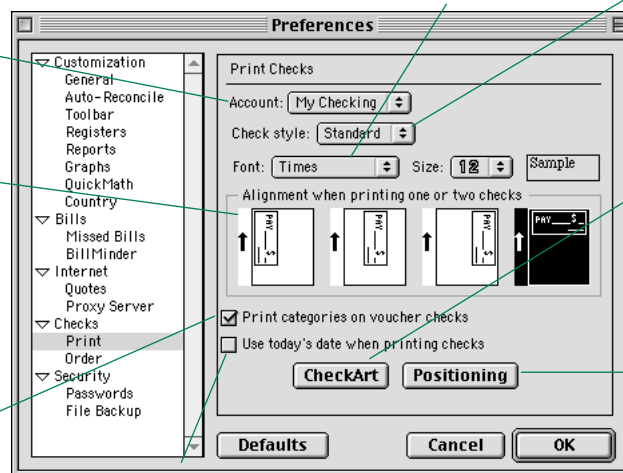 Preferences
Customization
General
Auto-Reconcile
Toolbar
Registers
Reports
Graphs
QuickMath
Country
Bills
Missed Bills
BillMinder
Internet
Quotes
Proxy Server
Checks
Print
Order
Security
Passwords
File Backup
Print Checks
Account: My Checking
Check style: Standard
Font: Times Size: 12 Sample
Alignment when printing one or two checks
PAY $ PAY $ PAY $ PAY $
Print categories on voucher checks
Use today's date when printing checks
CheckArt Positioning
Defaults Cancel OK